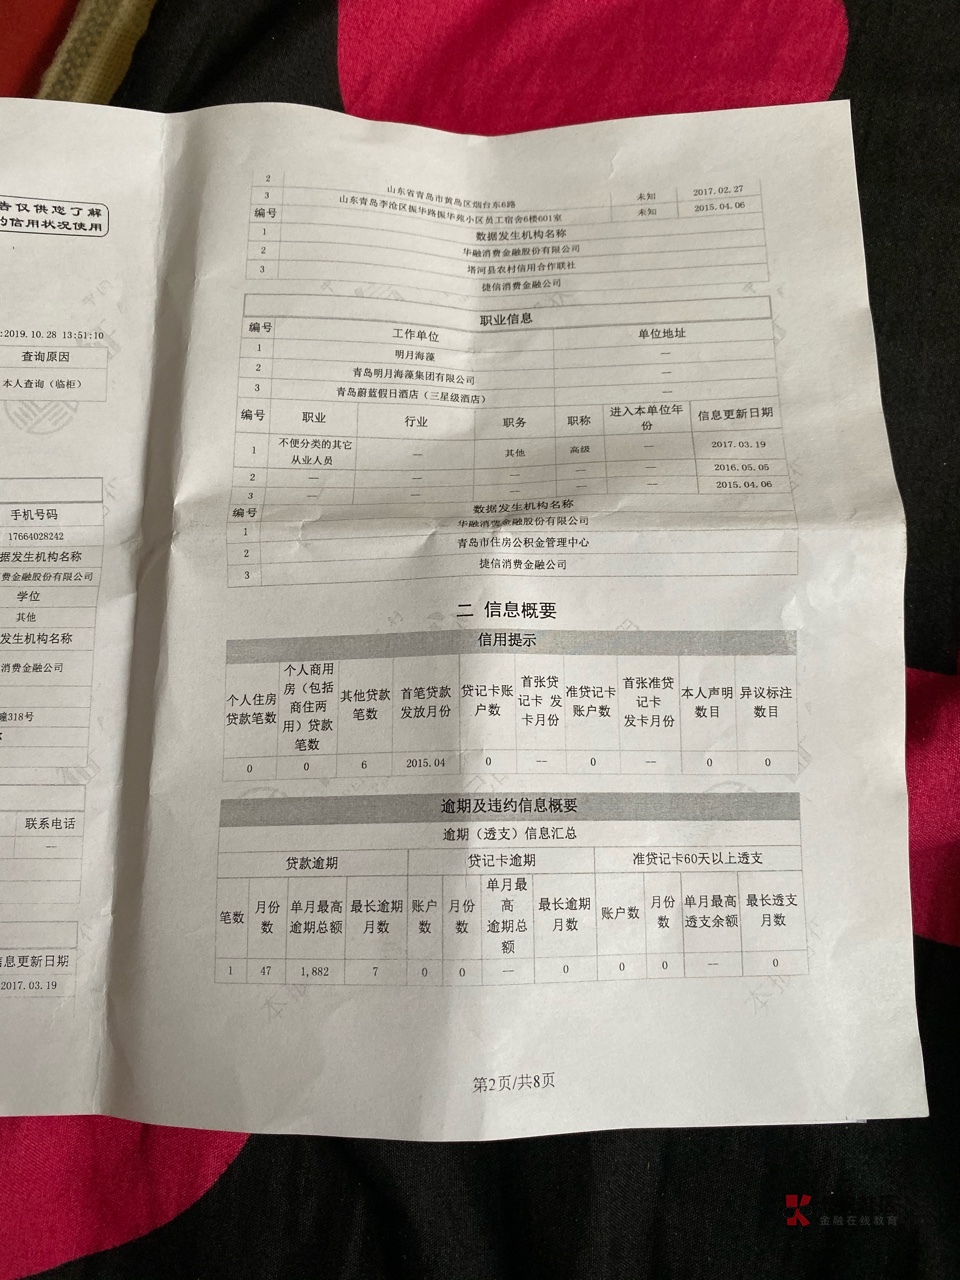 告仅供您了解
的信用状况使用
:2019.10.28 13:51:10
查询原因
本人查询（临柜）
手机号码
17664028242
据发生机构名称
费金融股份有限公司
学位
其他
发生机构名称
消费金融公司
疃318号
联系电话
--
信息更新日期
2017.03.19
2 山东省青岛市黄岛区烟台东6路 未知 2017.02.27
3 山东青岛李沧区振华路振华苑小区员工宿舍6楼601室 未知 2015.04.06
编号 数据发生机构名称
1 华融消费金融股份有限公司
2 塔河县农村信用合作联社
3 捷信消费金融公司
职业信息
编号 工作单位 单位地址
1 明月海藻 --
2 青岛明月海藻集团有限公司 --
3 青岛蔚蓝假日酒店（三星级酒店） --
编号 职业 行业 职务 职称 进入本单位年份 信息更新日期
1 不便分类的其它从业人员 -- 其他 高级 -- 2017.03.19
2 -- -- -- -- -- 2016.05.05
3 -- -- -- -- -- 2015.04.06
编号 数据发生机构名称
1 华融消费金融股份有限公司
2 青岛市住房公积金管理中心
3 捷信消费金融公司
二 信息概要
信用提示
个人住房贷款笔数 个人商用房（包括商住两用）贷款笔数 其他贷款笔数 首笔贷款发放月份 贷记卡账户数 首张贷记卡 发卡月份 准贷记卡账户数 首张准贷记卡 发卡月份 本人声明数目 异议标注数目
0 0 6 2015.04 0 -- 0 -- 0 0
逾期及违约信息概要
逾期（透支）信息汇总
贷款逾期 贷记卡逾期 准贷记卡60天以上透支
笔数 月份数 单月最高逾期总额 最长逾期月数 账户数 月份数 单月最高逾期总额 最长逾期月数 账户数 月份数 单月最高透支余额 最长透支月数
1 47 1,882 7 0 0 -- 0 0 0 -- 0
第2页/共8页
金融在线教育